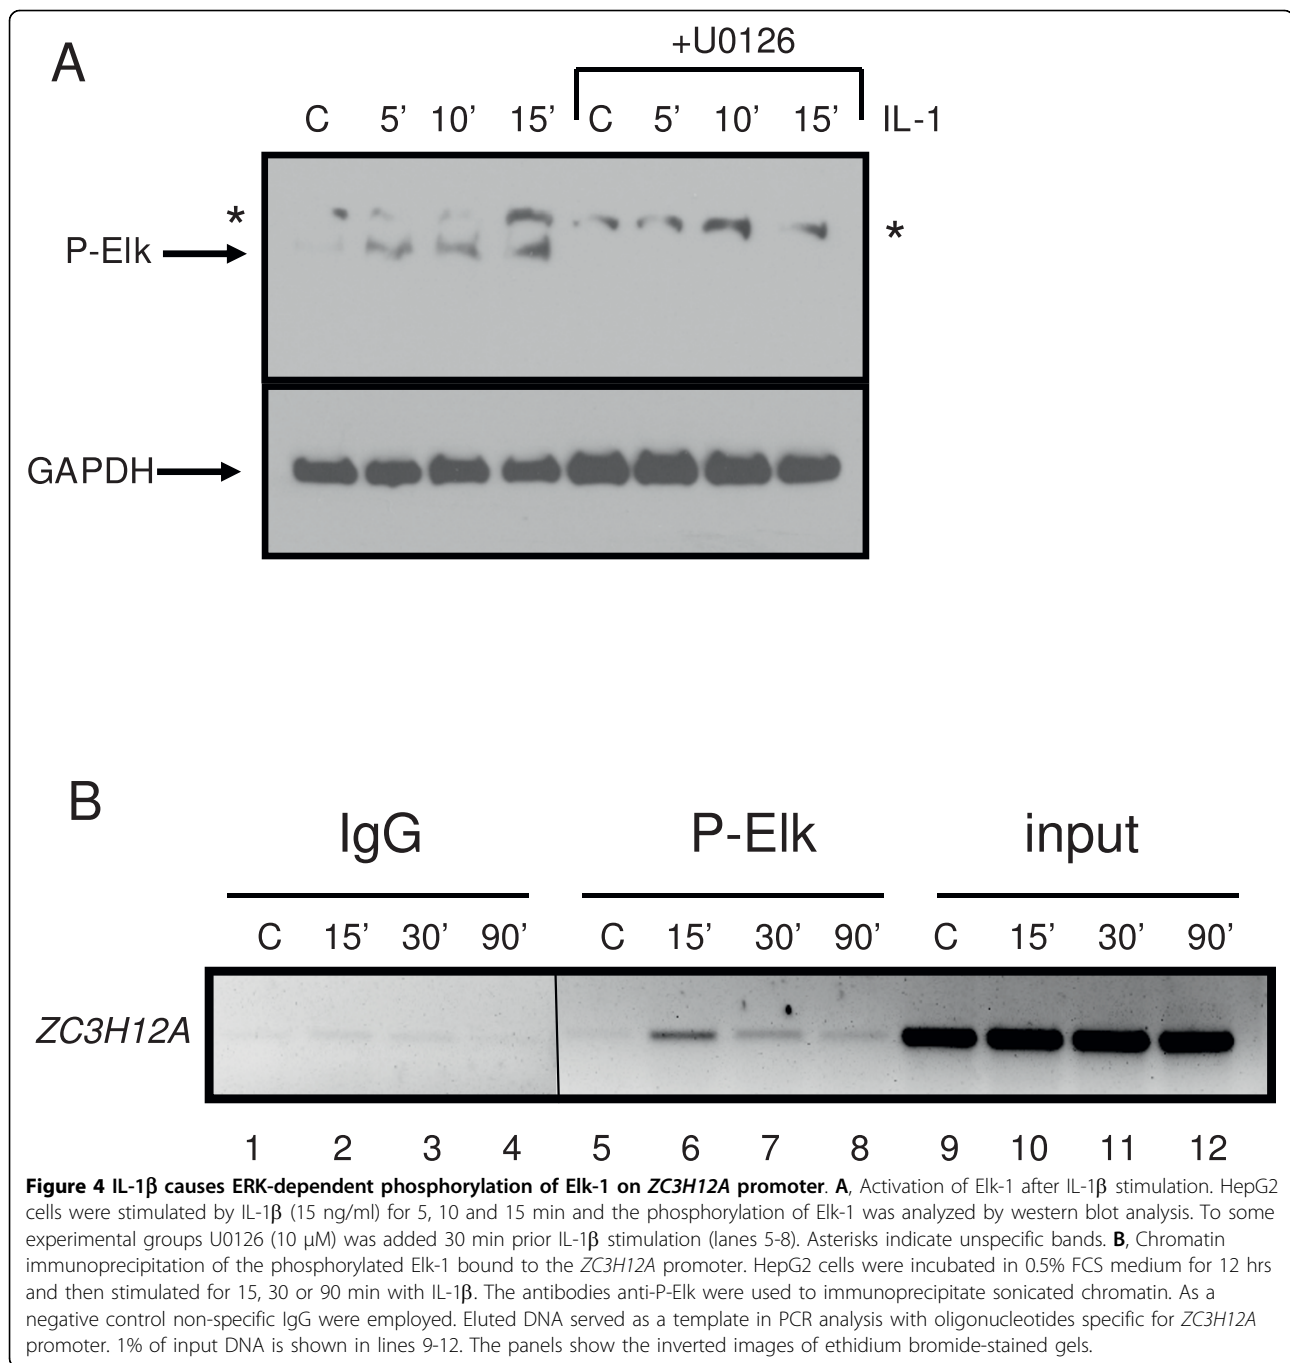 A
+U0126
C 5’ 10’ 15’ C 5’ 10’ 15’ IL-1
*
*
P-Elk
GAPDH
B
IgG P-Elk input
C 15’ 30’ 90’ C 15’ 30’ 90’ C 15’ 30’ 90’
ZC3H12A
1 2 3 4 5 6 7 8 9 10 11 12
Figure 4 IL-1β causes ERK-dependent phosphorylation of Elk-1 on ZC3H12A promoter. A, Activation of Elk-1 after IL-1β stimulation. HepG2
cells were stimulated by IL-1β (15 ng/ml) for 5, 10 and 15 min and the phosphorylation of Elk-1 was analyzed by western blot analysis. To some
experimental groups U0126 (10 μM) was added 30 min prior IL-1β stimulation (lanes 5-8). Asterisks indicate unspecific bands. B, Chromatin
immunoprecipitation of the phosphorylated Elk-1 bound to the ZC3H12A promoter. HepG2 cells were incubated in 0.5% FCS medium for 12 hrs
and then stimulated for 15, 30 or 90 min with IL-1β. The antibodies anti-P-Elk were used to immunoprecipitate sonicated chromatin. As a
negative control non-specific IgG were employed. Eluted DNA served as a template in PCR analysis with oligonucleotides specific for ZC3H12A
promoter. 1% of input DNA is shown in lines 9-12. The panels show the inverted images of ethidium bromide-stained gels.